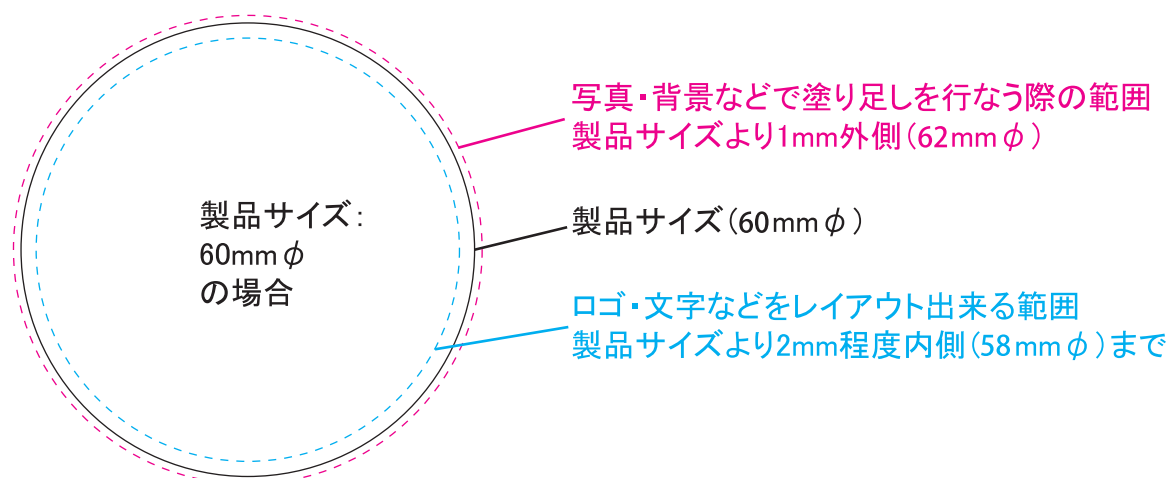 写真・背景などで塗り足しを行なう際の範囲
製品サイズより1mm外側(62mmφ)
製品サイズ:
60mmφ
の場合
製品サイズ(60mmφ)
ロゴ・文字などをレイアウト出来る範囲
製品サイズより2mm程度内側(58mmφ)まで